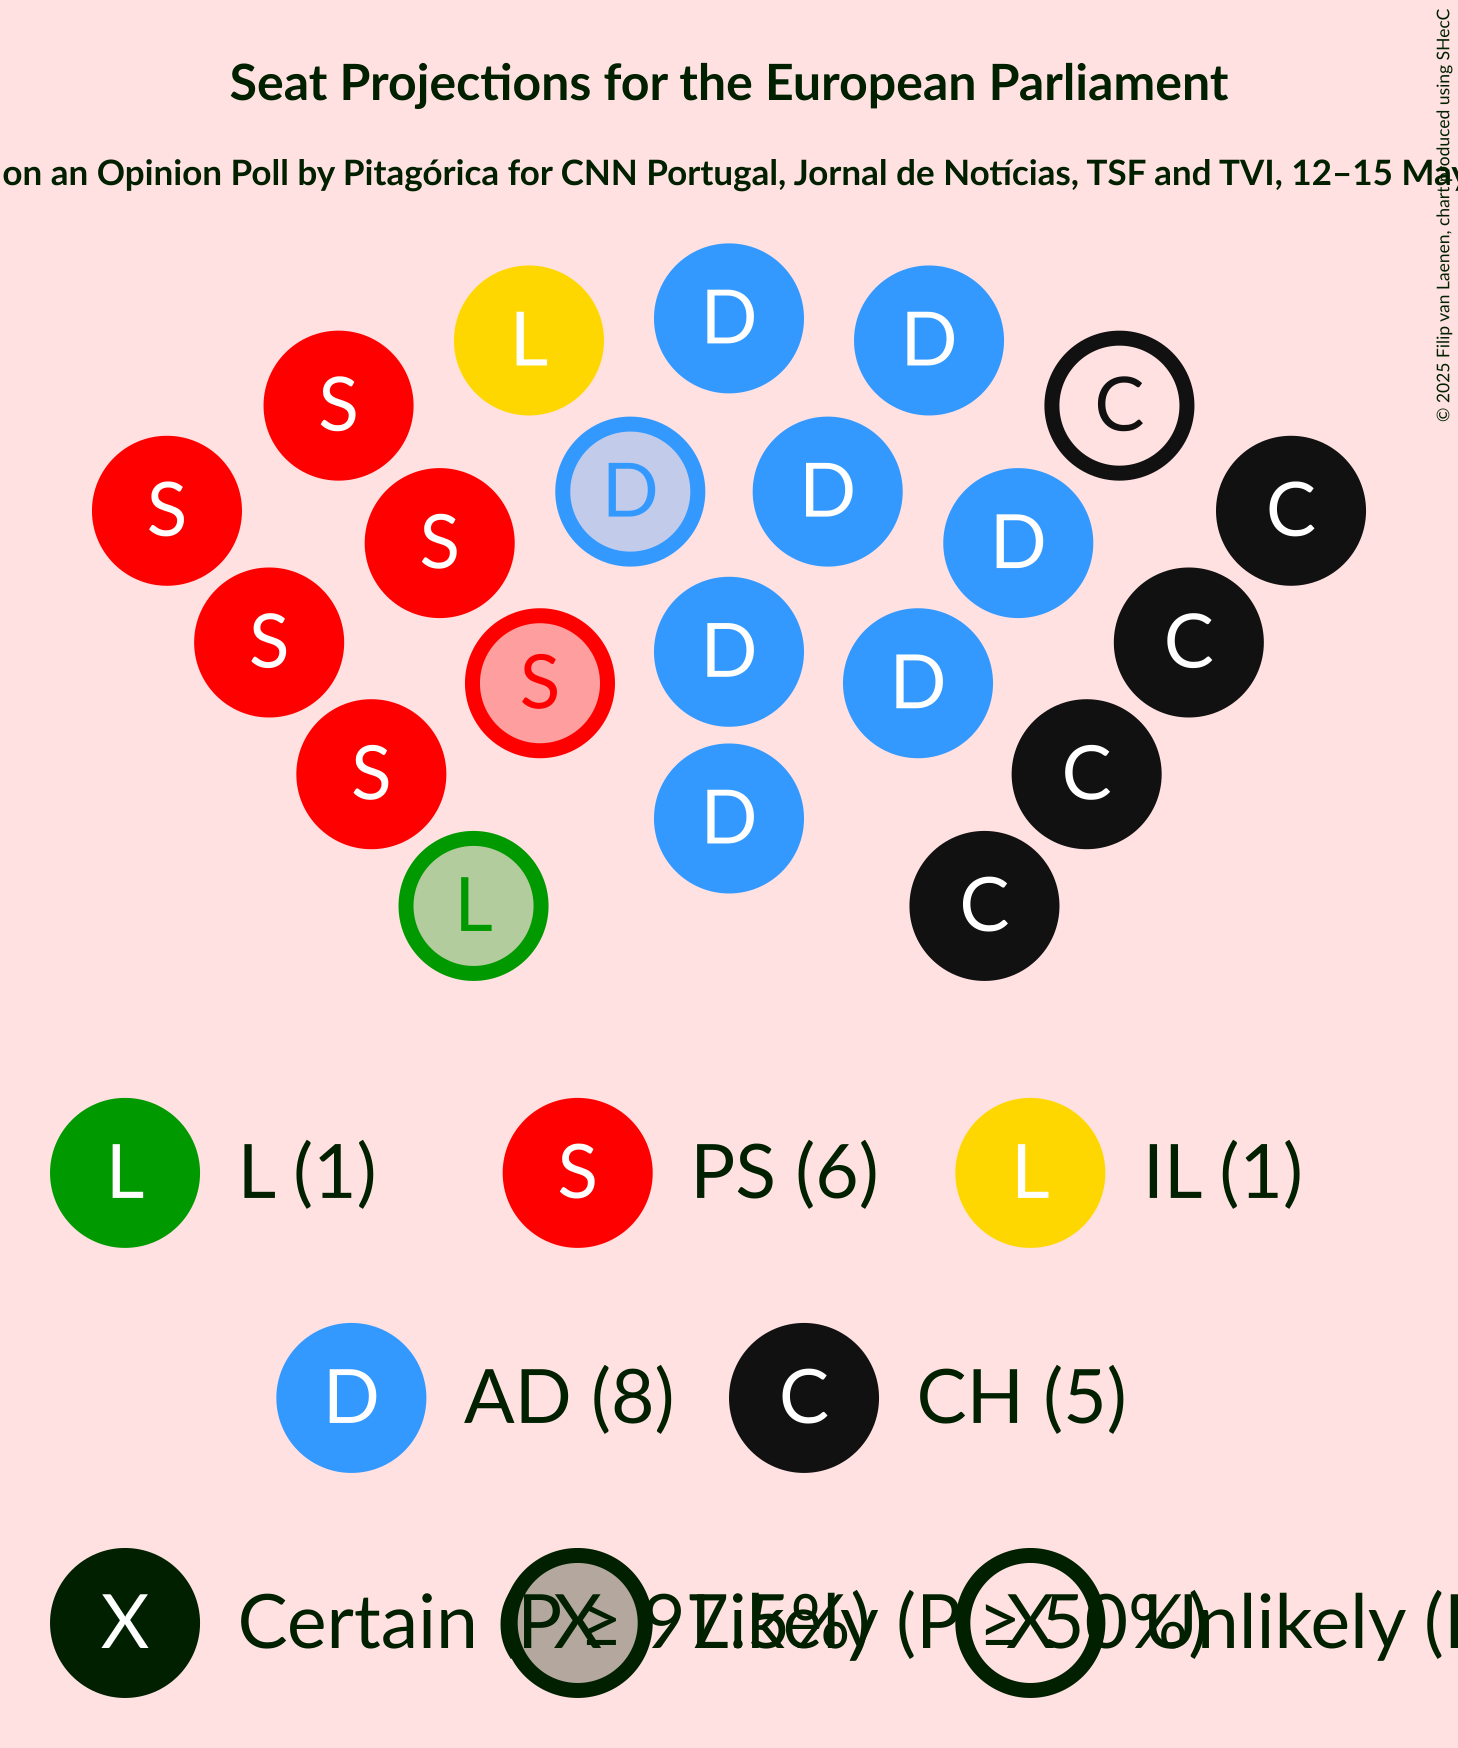 Seat Projections for the European Parliament
on an Opinion Poll by Pitagórica for CNN Portugal, Jornal de Notícias, TSF and TVI, 12–15 May
© 2025 Filip van Laenen, chart produced using SHecC
D
L
D
S
C
S
D
D
C
S
D
S
C
S
D
S
D
C
S
D
L
C
L L (1)
S PS (6)
L IL (1)
D AD (8)
C CH (5)
X Certain (P ≥ 97.5%)
X Likely (P ≥ 50%)
X Unlikely (